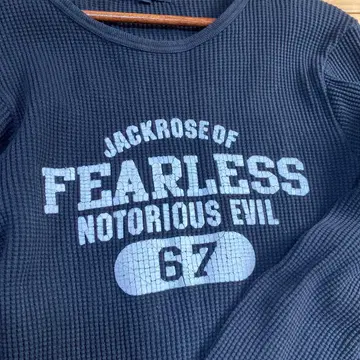 JACKROSE OF
FEARLESS
NOTORIOUS EVIL
67